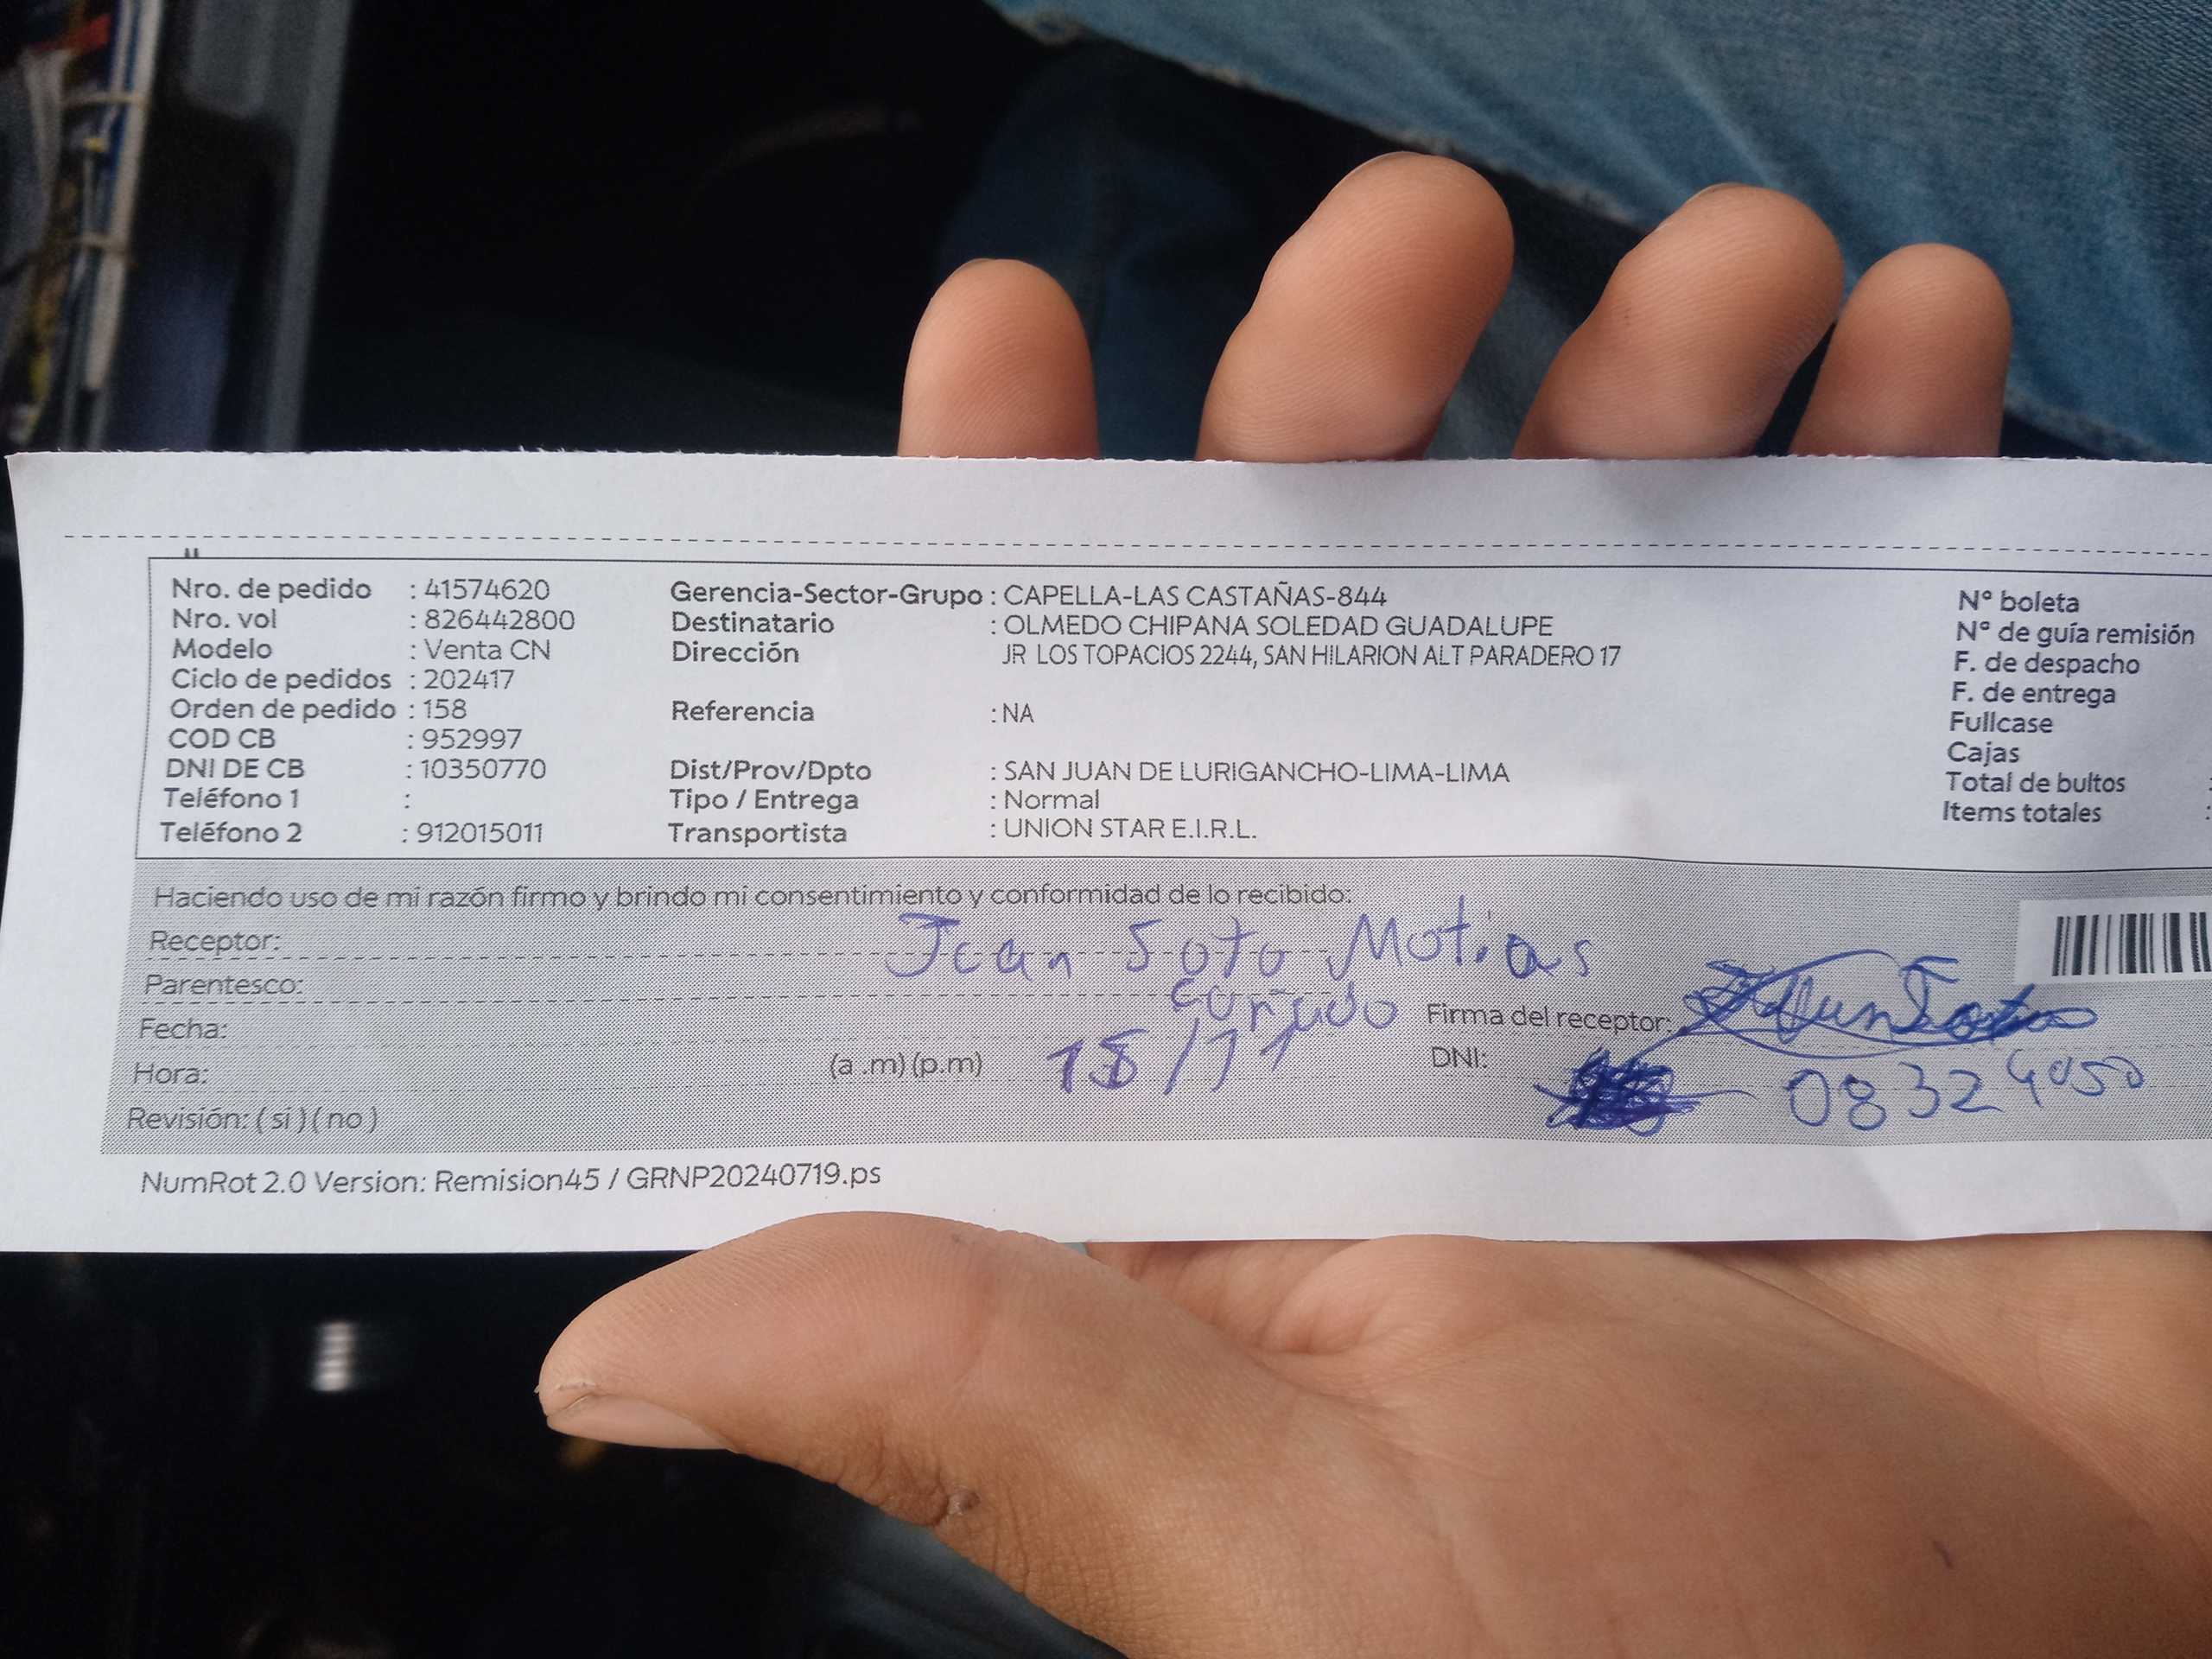 Nro. de pedido : 41574620
Nro. vol : 826442800
Modelo : Venta CN
Ciclo de pedidos : 202417
Orden de pedido : 158
COD CB : 952997
DNI DE CB : 10350770
Teléfono 1 :
Teléfono 2 : 912015011
Gerencia-Sector-Grupo : CAPELLA-LAS CASTAÑAS-844
Destinatario : OLMEDO CHIPANA SOLEDAD GUADALUPE
Dirección JR LOS TOPACIOS 2244, SAN HILARION ALT PARADERO 17
Referencia : NA
Dist/Prov/Dpto : SAN JUAN DE LURIGANCHO-LIMA-LIMA
Tipo / Entrega : Normal
Transportista : UNION STAR E.I.R.L.
N° boleta
N° de guía remisión
F. de despacho
F. de entrega
Fullcase
Cajas
Total de bultos :
Items totales :
Haciendo uso de mi razón firmo y brindo mi consentimiento y conformidad de lo recibido:
Receptor: Juan Soto Matias
Parentesco: cuñado
Fecha:
Hora: (a .m) (p.m) 18/11
Revisión: ( si ) ( no )
Firma del receptor:
DNI: 08324050
NumRot 2.0 Version: Remision45 / GRNP20240719.ps